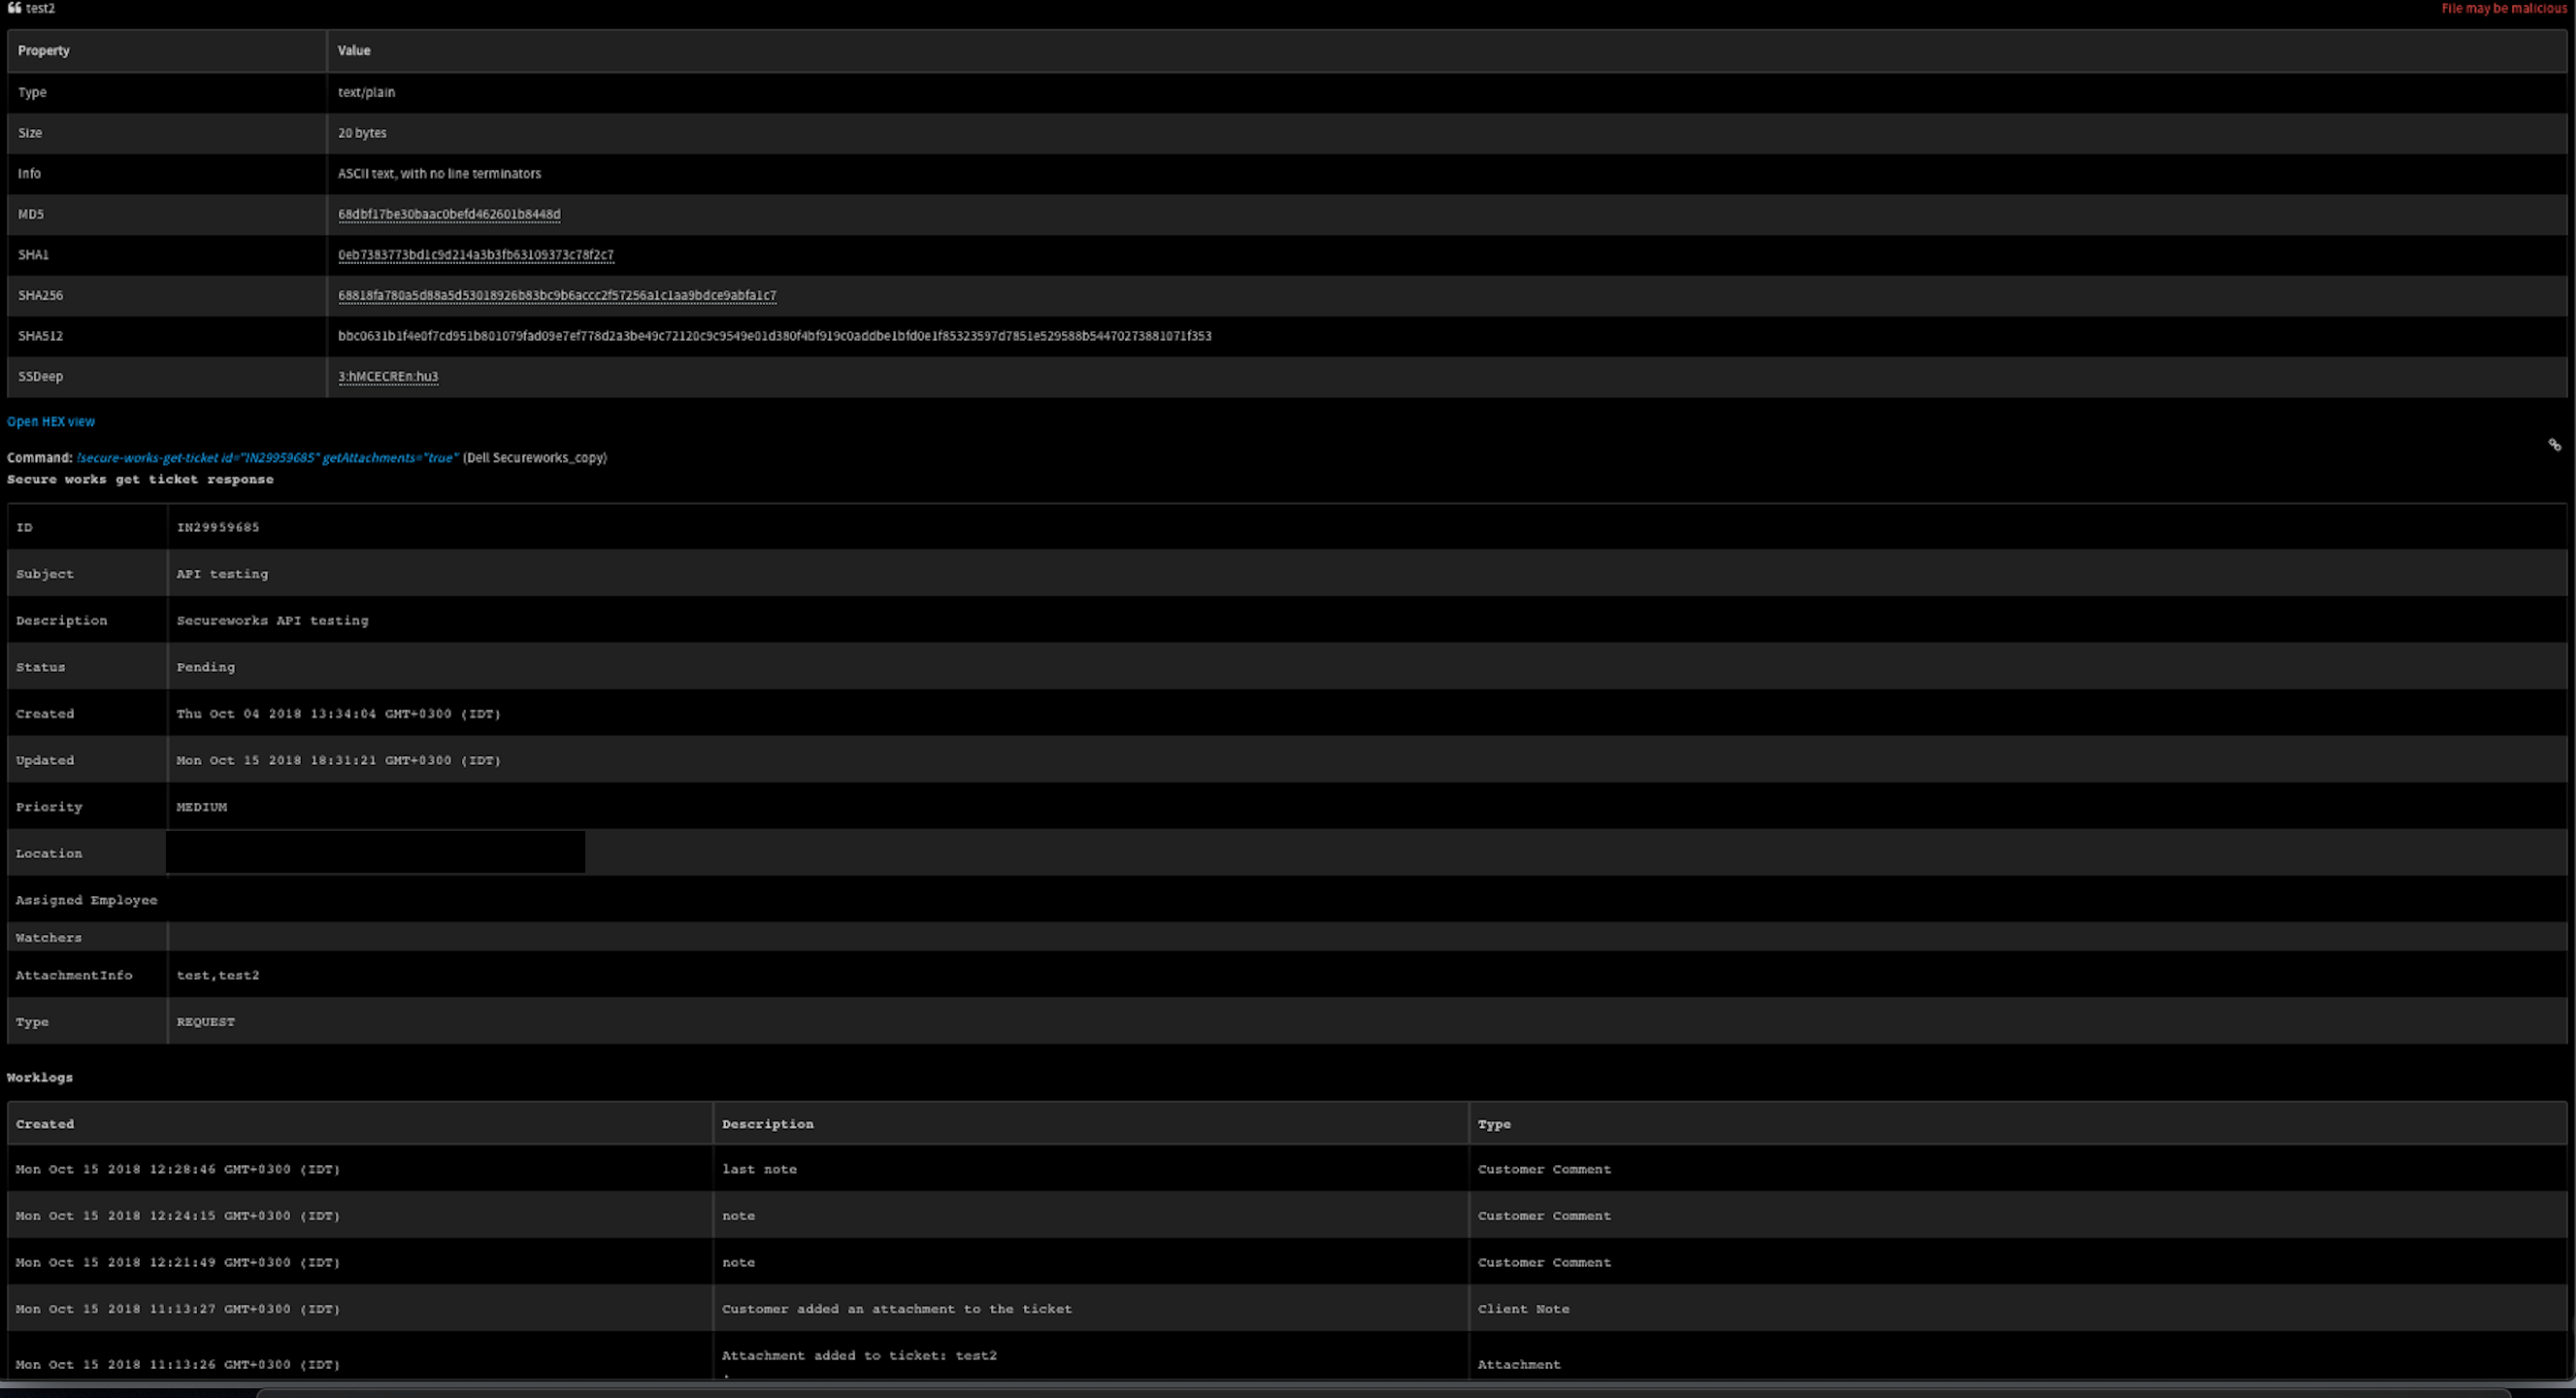 test2 File may be malicious
Property Value
Type text/plain
Size 20 bytes
Info ASCII text, with no line terminators
MD5 68dbf17be30baac0befd462601b8448d
SHA1 0eb7383773bd1c9d214a3b3fb63109373c78f2c7
SHA256 68818fa780a5d88a5d53018926b83bc9b6accc2f57256a1c1aa9bdce9abfa1c7
SHA512 bbc0631b1f4e0f7cd951b801079fad09e7ef778d2a3be49c72120c9c9549e01d380f4bf919c0addbe1bfd0e1f85323597d7851e529588b54470273881071f353
SSDeep 3:hMCECREn:hu3
Open HEX view
Command: !secure-works-get-ticket id="IN29959685" getAttachments="true" (Dell Secureworks_copy)
Secure works get ticket response
ID IN29959685
Subject API testing
Description Secureworks API testing
Status Pending
Created Thu Oct 04 2018 13:34:04 GMT+0300 (IDT)
Updated Mon Oct 15 2018 18:31:21 GMT+0300 (IDT)
Priority MEDIUM
Location
Assigned Employee
Watchers
AttachmentInfo test,test2
Type REQUEST
Worklogs
Created Description Type
Mon Oct 15 2018 12:28:46 GMT+0300 (IDT) last note Customer Comment
Mon Oct 15 2018 12:24:15 GMT+0300 (IDT) note Customer Comment
Mon Oct 15 2018 12:21:49 GMT+0300 (IDT) note Customer Comment
Mon Oct 15 2018 11:13:27 GMT+0300 (IDT) Customer added an attachment to the ticket Client Note
Mon Oct 15 2018 11:13:26 GMT+0300 (IDT) Attachment added to ticket: test2 Attachment